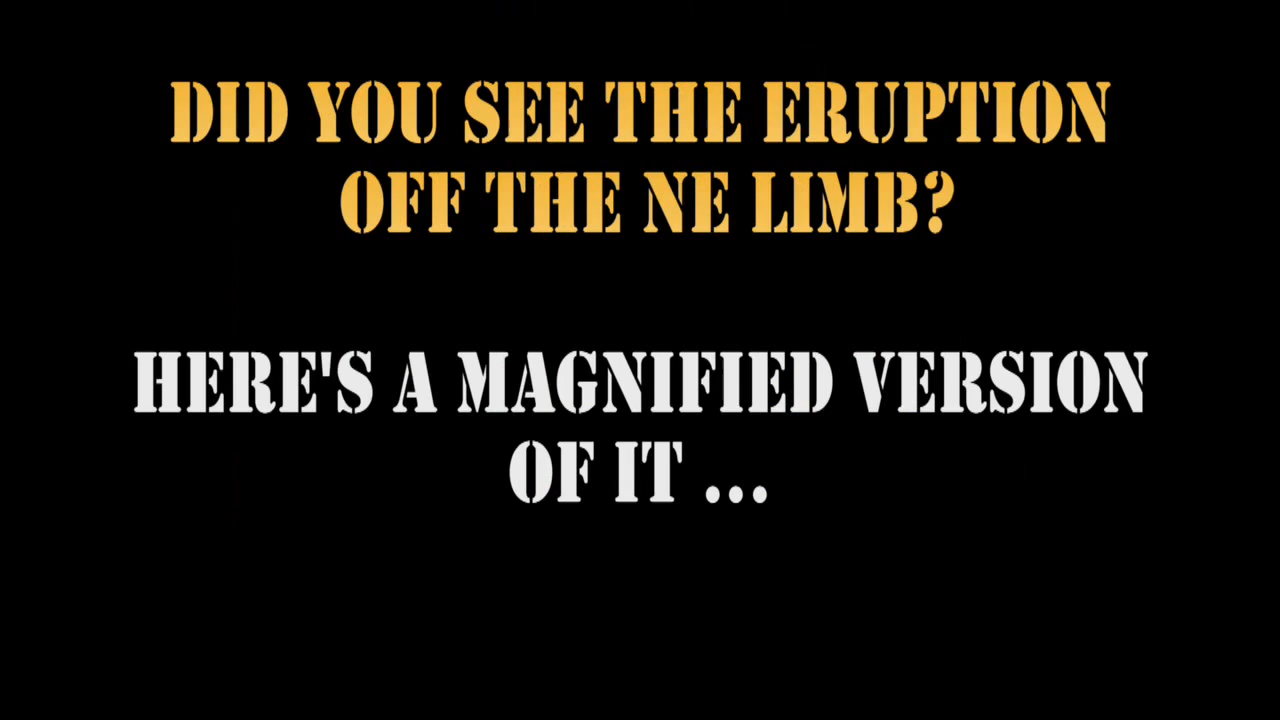 DID YOU SEE THE ERUPTION
OFF THE NE LIMB?
HERE'S A MAGNIFIED VERSION
OF IT ...